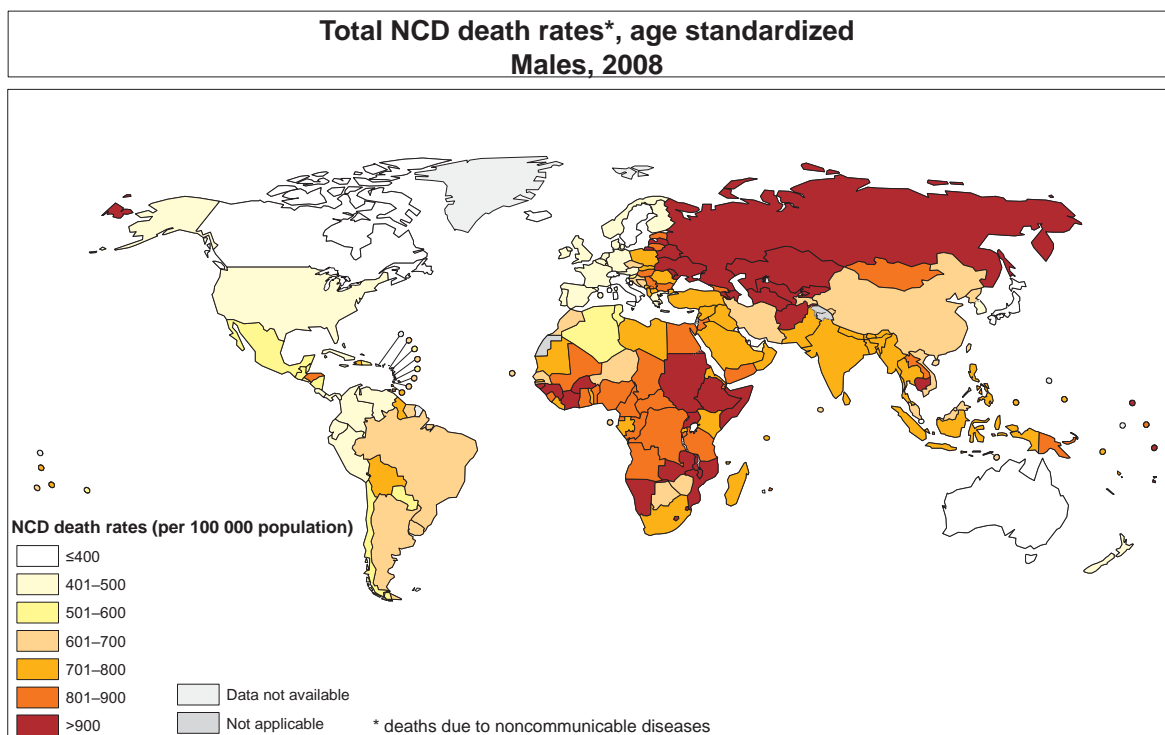 Total NCD death rates*, age standardized
Males, 2008
NCD death rates (per 100 000 population)
≤400
401–500
501–600
601–700
701–800
801–900
>900
Data not available
Not applicable
* deaths due to noncommunicable diseases